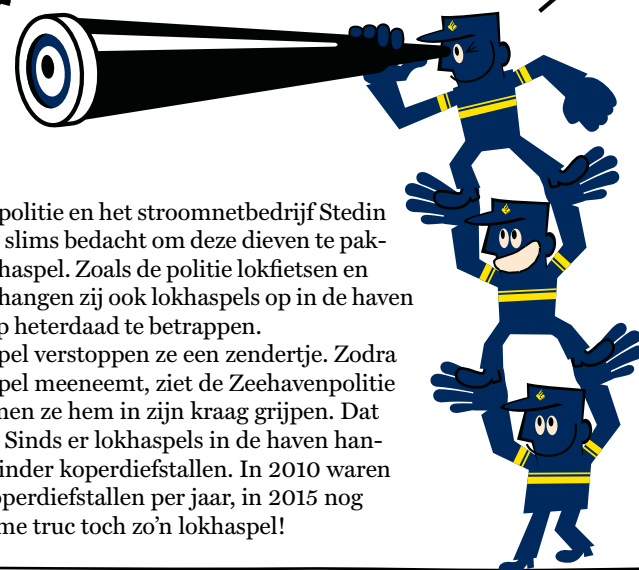 politie en het stroomnetbedrijf Stedin
slims bedacht om deze dieven te pak-
haspel. Zoals de politie lokfietsen en
hangen zij ook lokhaspels op in de haven
p heterdaad te betrappen.
pel verstoppen ze een zendertje. Zodra
pel meeneemt, ziet de Zeehavenpolitie
nen ze hem in zijn kraag grijpen. Dat
Sinds er lokhaspels in de haven han-
inder koperdiefstallen. In 2010 waren
operdiefstallen per jaar, in 2015 nog
me truc toch zo’n lokhaspel!